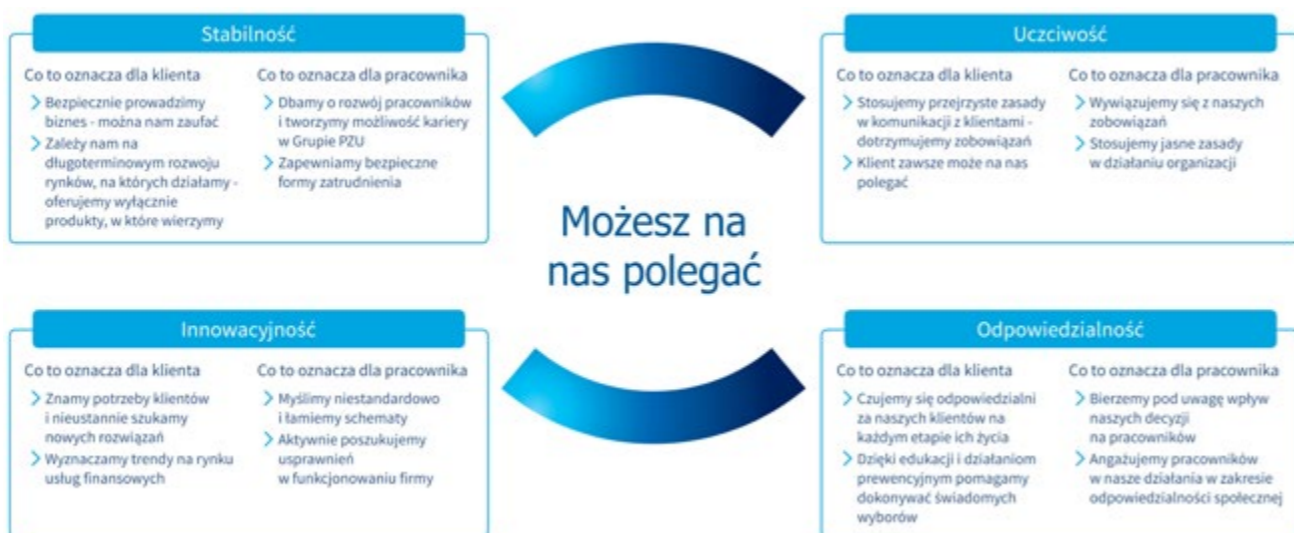 Stabilność
Co to oznacza dla klienta
Bezpiecznie prowadzimy
biznes - można nam zaufać
Zależy nam na
długoterminowym rozwoju
rynków, na których działamy -
oferujemy wyłącznie
produkty, w które wierzymy
Co to oznacza dla pracownika
Dbamy o rozwój pracowników
i tworzymy możliwość kariery
w Grupie PZU
Zapewniamy bezpieczne
formy zatrudnienia
Uczciwość
Co to oznacza dla klienta
Stosujemy przejrzyste zasady
w komunikacji z klientami -
dotrzymujemy zobowiązań
Klient zawsze może na nas
polegać
Co to oznacza dla pracownika
Wywiązujemy się z naszych
zobowiązań
Stosujemy jasne zasady
w działaniu organizacji
Możesz na
nas polegać
Innowacyjność
Co to oznacza dla klienta
Znamy potrzeby klientów
i nieustannie szukamy
nowych rozwiązań
Wyznaczamy trendy na rynku
usług finansowych
Co to oznacza dla pracownika
Myślimy niestandardowo
i łamiemy schematy
Aktywnie poszukujemy
usprawnień
w funkcjonowaniu firmy
Odpowiedzialność
Co to oznacza dla klienta
Czujemy się odpowiedzialni
za naszych klientów na
każdym etapie ich życia
Dzięki edukacji i działaniom
prewencyjnym pomagamy
dokonywać świadomych
wyborów
Co to oznacza dla pracownika
Bierzemy pod uwagę wpływ
naszych decyzji
na pracowników
Angażujemy pracowników
w nasze działania w zakresie
odpowiedzialności społecznej